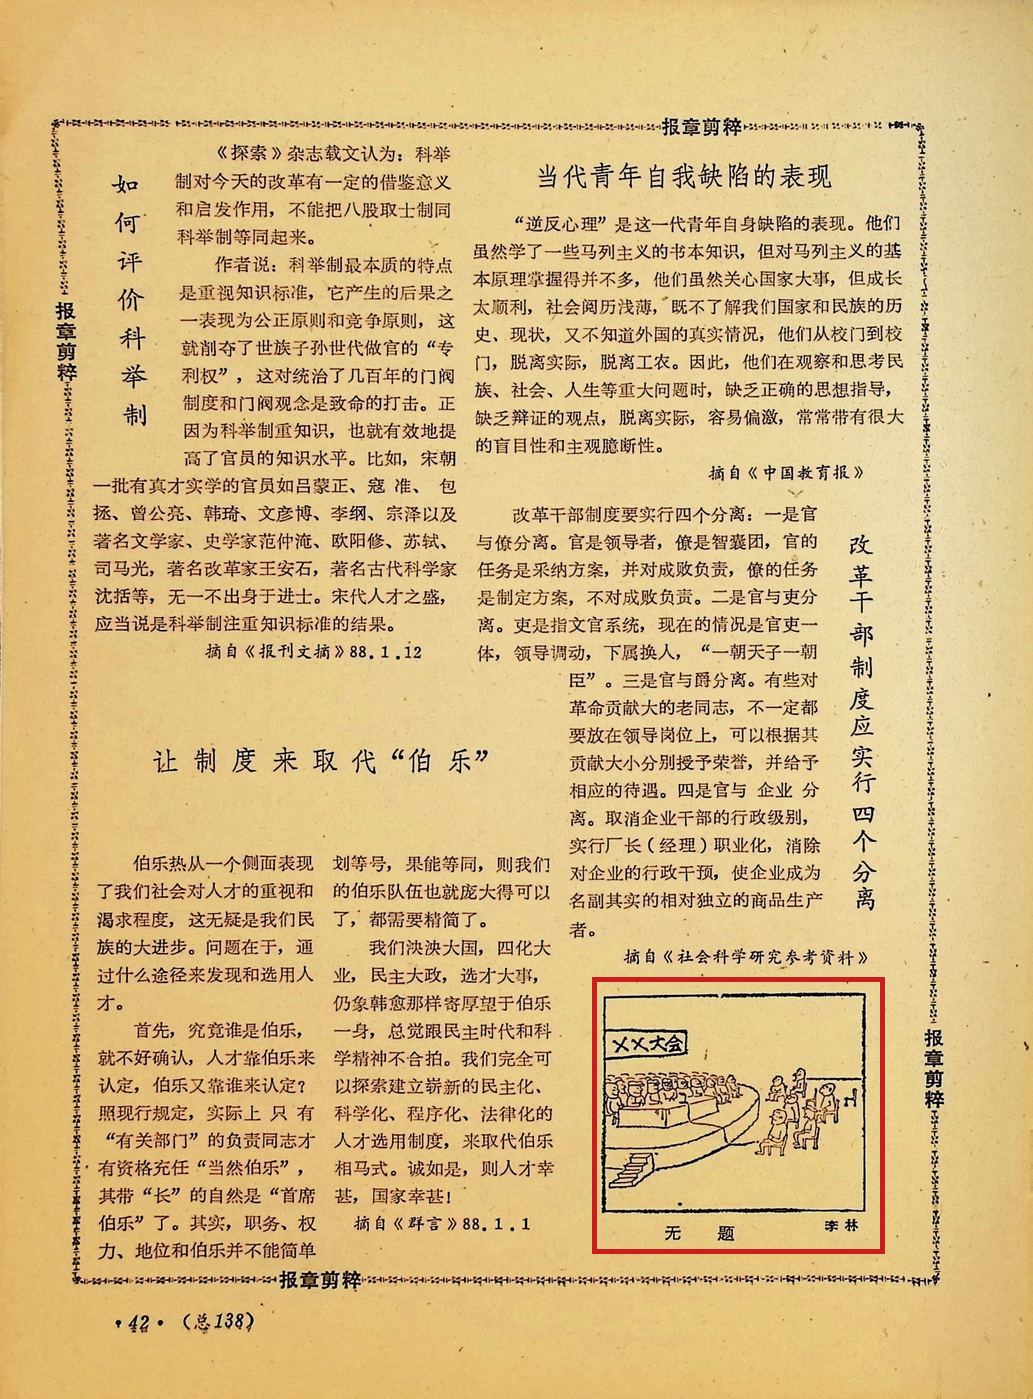 报章剪粹
报章剪粹
如何评价科举制
《探索》杂志载文认为：科举
制对今天的改革有一定的借鉴意义
和启发作用，不能把八股取士制同
科举制等同起来。
作者说：科举制最本质的特点
是重视知识标准，它产生的后果之
一表现为公正原则和竞争原则，这
就削夺了世族子孙世代做官的“专
利权”，这对统治了几百年的门阀
制度和门阀观念是致命的打击。正
因为科举制重知识，也就有效地提
高了官员的知识水平。比如，宋朝
一批有真才实学的官员如吕蒙正、寇准、包
拯、曾公亮、韩琦、文彦博、李纲、宗泽以及
著名文学家、史学家范仲淹、欧阳修、苏轼、
司马光，著名改革家王安石，著名古代科学家
沈括等，无一不出身于进士。宋代人才之盛，
应当说是科举制注重知识标准的结果。
摘自《报刊文摘》88.1.12
当代青年自我缺陷的表现
“逆反心理”是这一代青年自身缺陷的表现。他们
虽然学了一些马列主义的书本知识，但对马列主义的基
本原理掌握得并不多，他们虽然关心国家大事，但成长
太顺利，社会阅历浅薄，既不了解我们国家和民族的历
史、现状，又不知道外国的真实情况，他们从校门到校
门，脱离实际，脱离工农。因此，他们在观察和思考民
族、社会、人生等重大问题时，缺乏正确的思想指导，
缺乏辩证的观点，脱离实际，容易偏激，常常带有很大
的盲目性和主观臆断性。
摘自《中国教育报》
改革干部制度应实行四个分离
改革干部制度要实行四个分离：一是官
与僚分离。官是领导者，僚是智囊团，官的
任务是采纳方案，并对成败负责，僚的任务
是制定方案，不对成败负责。二是官与吏分
离。吏是指文官系统，现在的情况是官吏一
体，领导调动，下属换人，“一朝天子一朝
臣”。三是官与爵分离。有些对
革命贡献大的老同志，不一定都
要放在领导岗位上，可以根据其
贡献大小分别授予荣誉，并给予
相应的待遇。四是官与企业分
离。取消企业干部的行政级别，
实行厂长（经理）职业化，消除
对企业的行政干预，使企业成为
名副其实的相对独立的商品生产
者。
摘自《社会科学研究参考资料》
让制度来取代“伯乐”
伯乐热从一个侧面表现
了我们社会对人才的重视和
渴求程度，这无疑是我们民
族的大进步。问题在于，通
过什么途径来发现和选用人
才。
首先，究竟谁是伯乐，
就不好确认，人才靠伯乐来
认定，伯乐又靠谁来认定？
照现行规定，实际上只有
“有关部门”的负责同志才
有资格充任“当然伯乐”，
其带“长”的自然是“首席
伯乐”了。其实，职务、权
力、地位和伯乐并不能简单
划等号，果能等同，则我们
的伯乐队伍也就庞大得可以
了，都需要精简了。
我们泱泱大国，四化大
业，民主大政，选才大事，
仍象韩愈那样寄厚望于伯乐
一身，总觉跟民主时代和科
学精神不合拍。我们完全可
以探索建立崭新的民主化、
科学化、程序化、法律化的
人才选用制度，来取代伯乐
相马式。诚如是，则人才幸
甚，国家幸甚！
摘自《群言》88.1.1
××大会
无题
李林
报章剪粹
报章剪粹
·42·（总138）